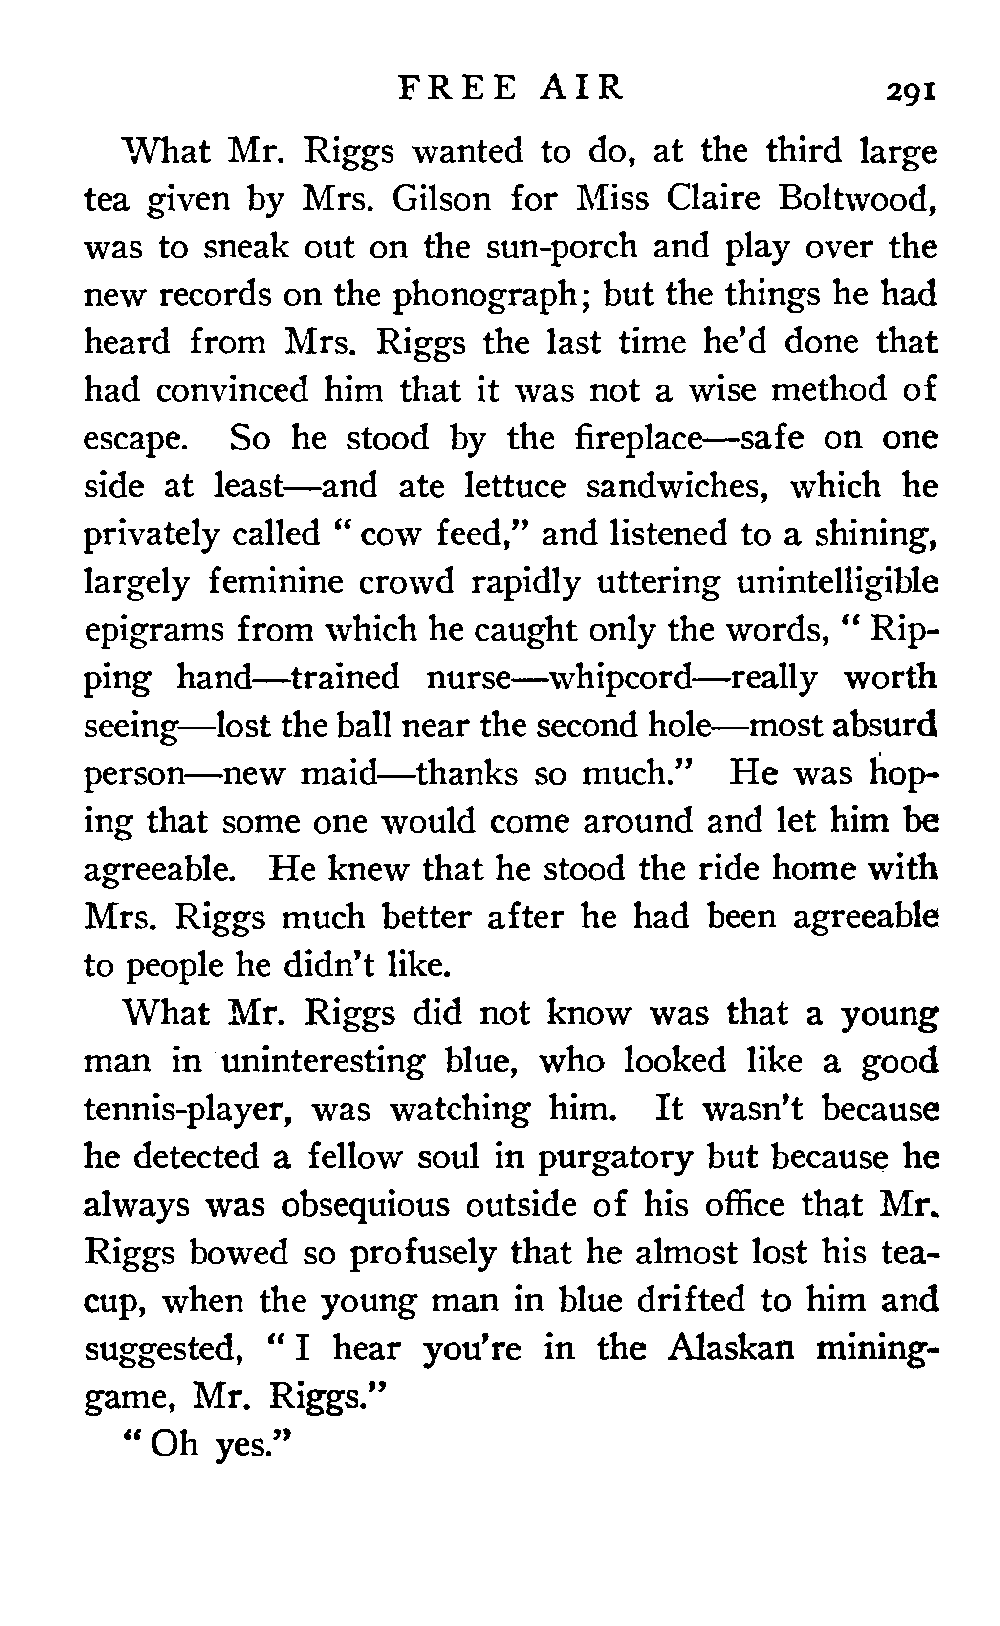 FREE AIR 291
What Mr. Riggs wanted to do, at the third large
tea given by Mrs. Gilson for Miss Claire Boltwood,
was to sneak out on the sun-porch and play over the
new records on the phonograph; but the things he had
heard from Mrs. Riggs the last time he'd done that
had convinced him that it was not a wise method of
escape. So he stood by the fireplace—safe on one
side at least—and ate lettuce sandwiches, which he
privately called “ cow feed,” and listened to a shining,
largely feminine crowd rapidly uttering unintelligible
epigrams from which he caught only the words, “ Rip-
ping hand—trained nurse—whipcord—really worth
seeing—lost the ball near the second hole—most absurd
person—new maid—thanks so much.” He was hop-
ing that some one would come around and let him be
agreeable. He knew that he stood the ride home with
Mrs. Riggs much better after he had been agreeable
to people he didn't like.
What Mr. Riggs did not know was that a young
man in uninteresting blue, who looked like a good
tennis-player, was watching him. It wasn't because
he detected a fellow soul in purgatory but because he
always was obsequious outside of his office that Mr.
Riggs bowed so profusely that he almost lost his tea-
cup, when the young man in blue drifted to him and
suggested, “ I hear you're in the Alaskan mining-
game, Mr. Riggs.”
“ Oh yes.”